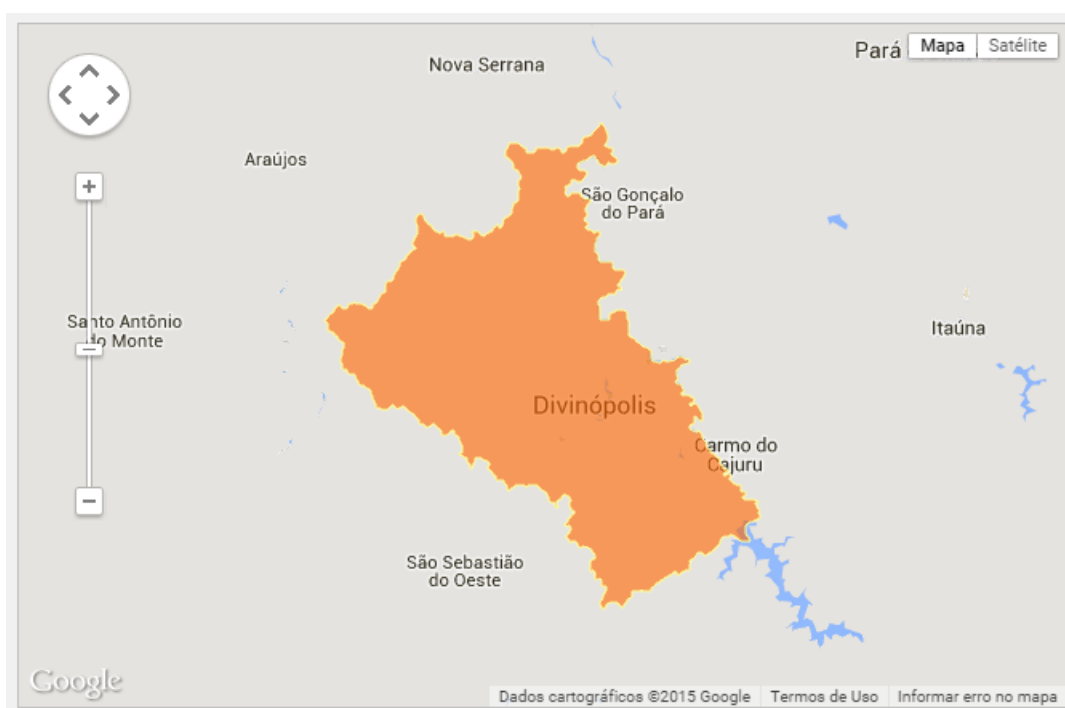 Nova Serrana
Pará
Mapa
Satélite
Araújos
São Gonçalo
do Pará
Santo Antônio
do Monte
Itaúna
Divinópolis
Carmo do
Cajuru
São Sebastião
do Oeste
Google
Dados cartográficos ©2015 Google
Termos de Uso
Informar erro no mapa